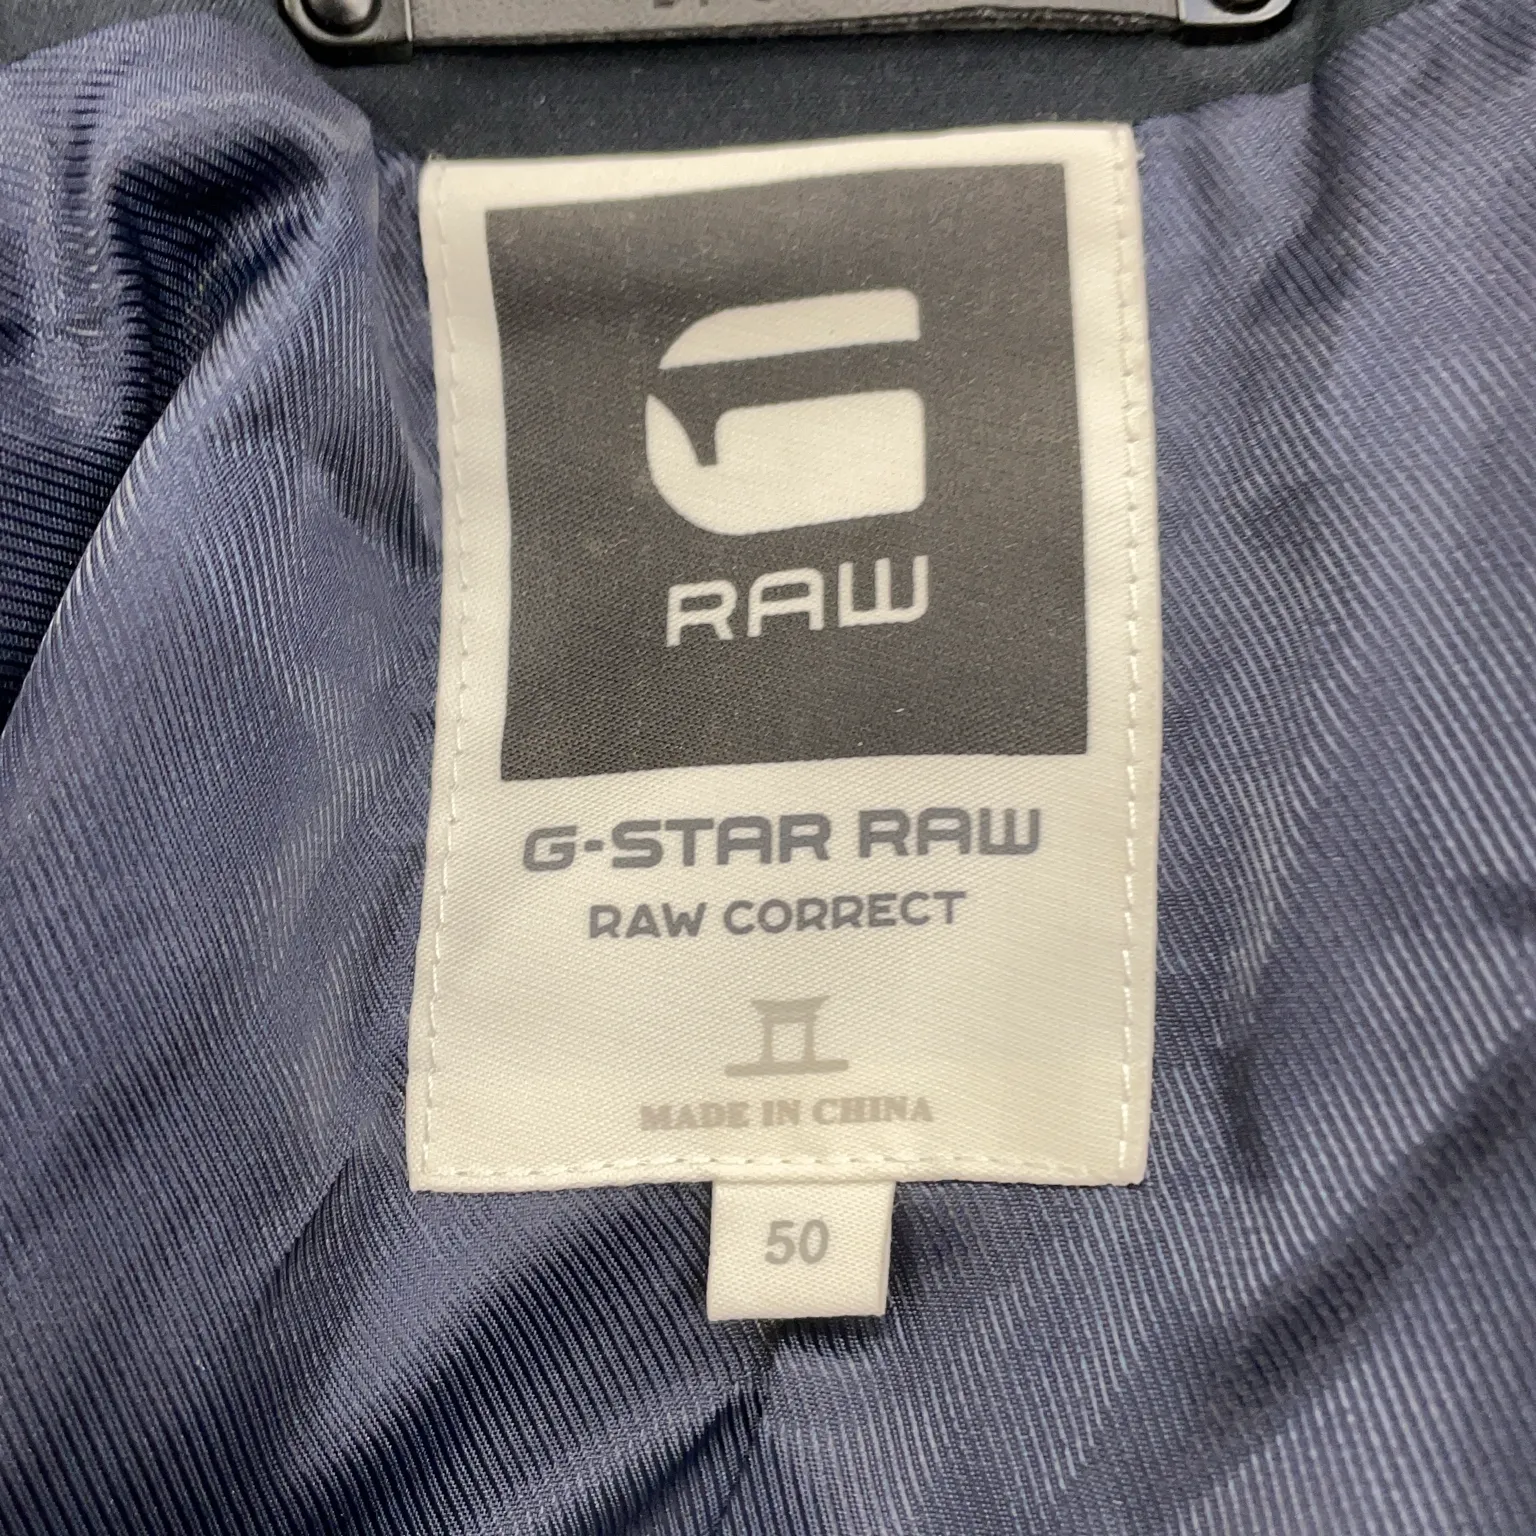 RAW
G-STAR RAW
RAW CORRECT
MADE IN CHINA
50